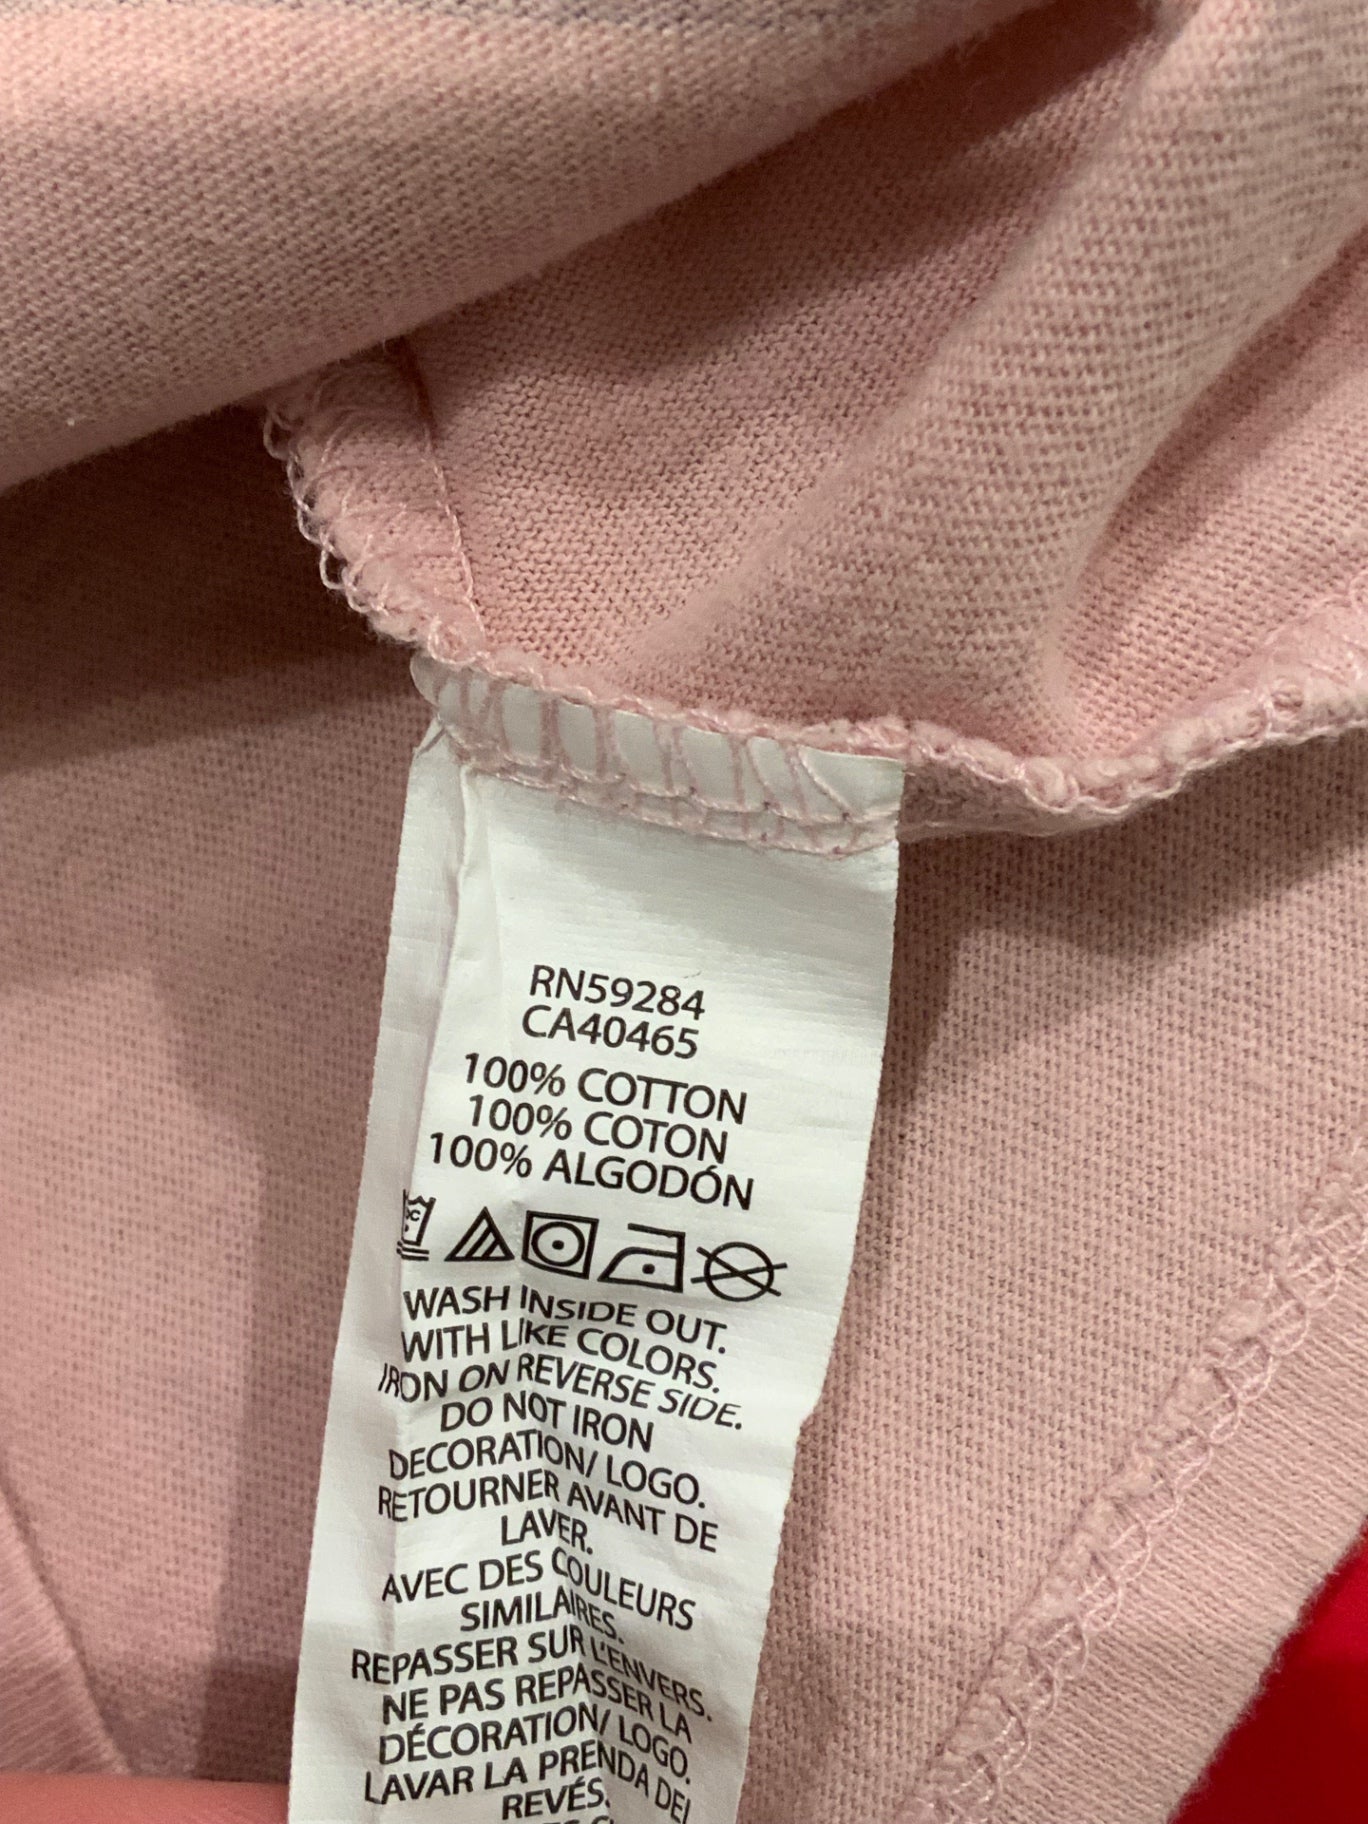 RN59284
CA40465
100% COTTON
100% COTON
100% ALGODÓN
WASH INSIDE OUT.
WITH LIKE COLORS.
IRON ON REVERSE SIDE.
DO NOT IRON
DECORATION/ LOGO.
RETOURNER AVANT DE
LAVER.
AVEC DES COULEURS
SIMILAIRES.
REPASSER SUR L'ENVERS.
NE PAS REPASSER LA
DÉCORATION/ LOGO.
LAVAR LA PRENDA DEL
REVÉS.